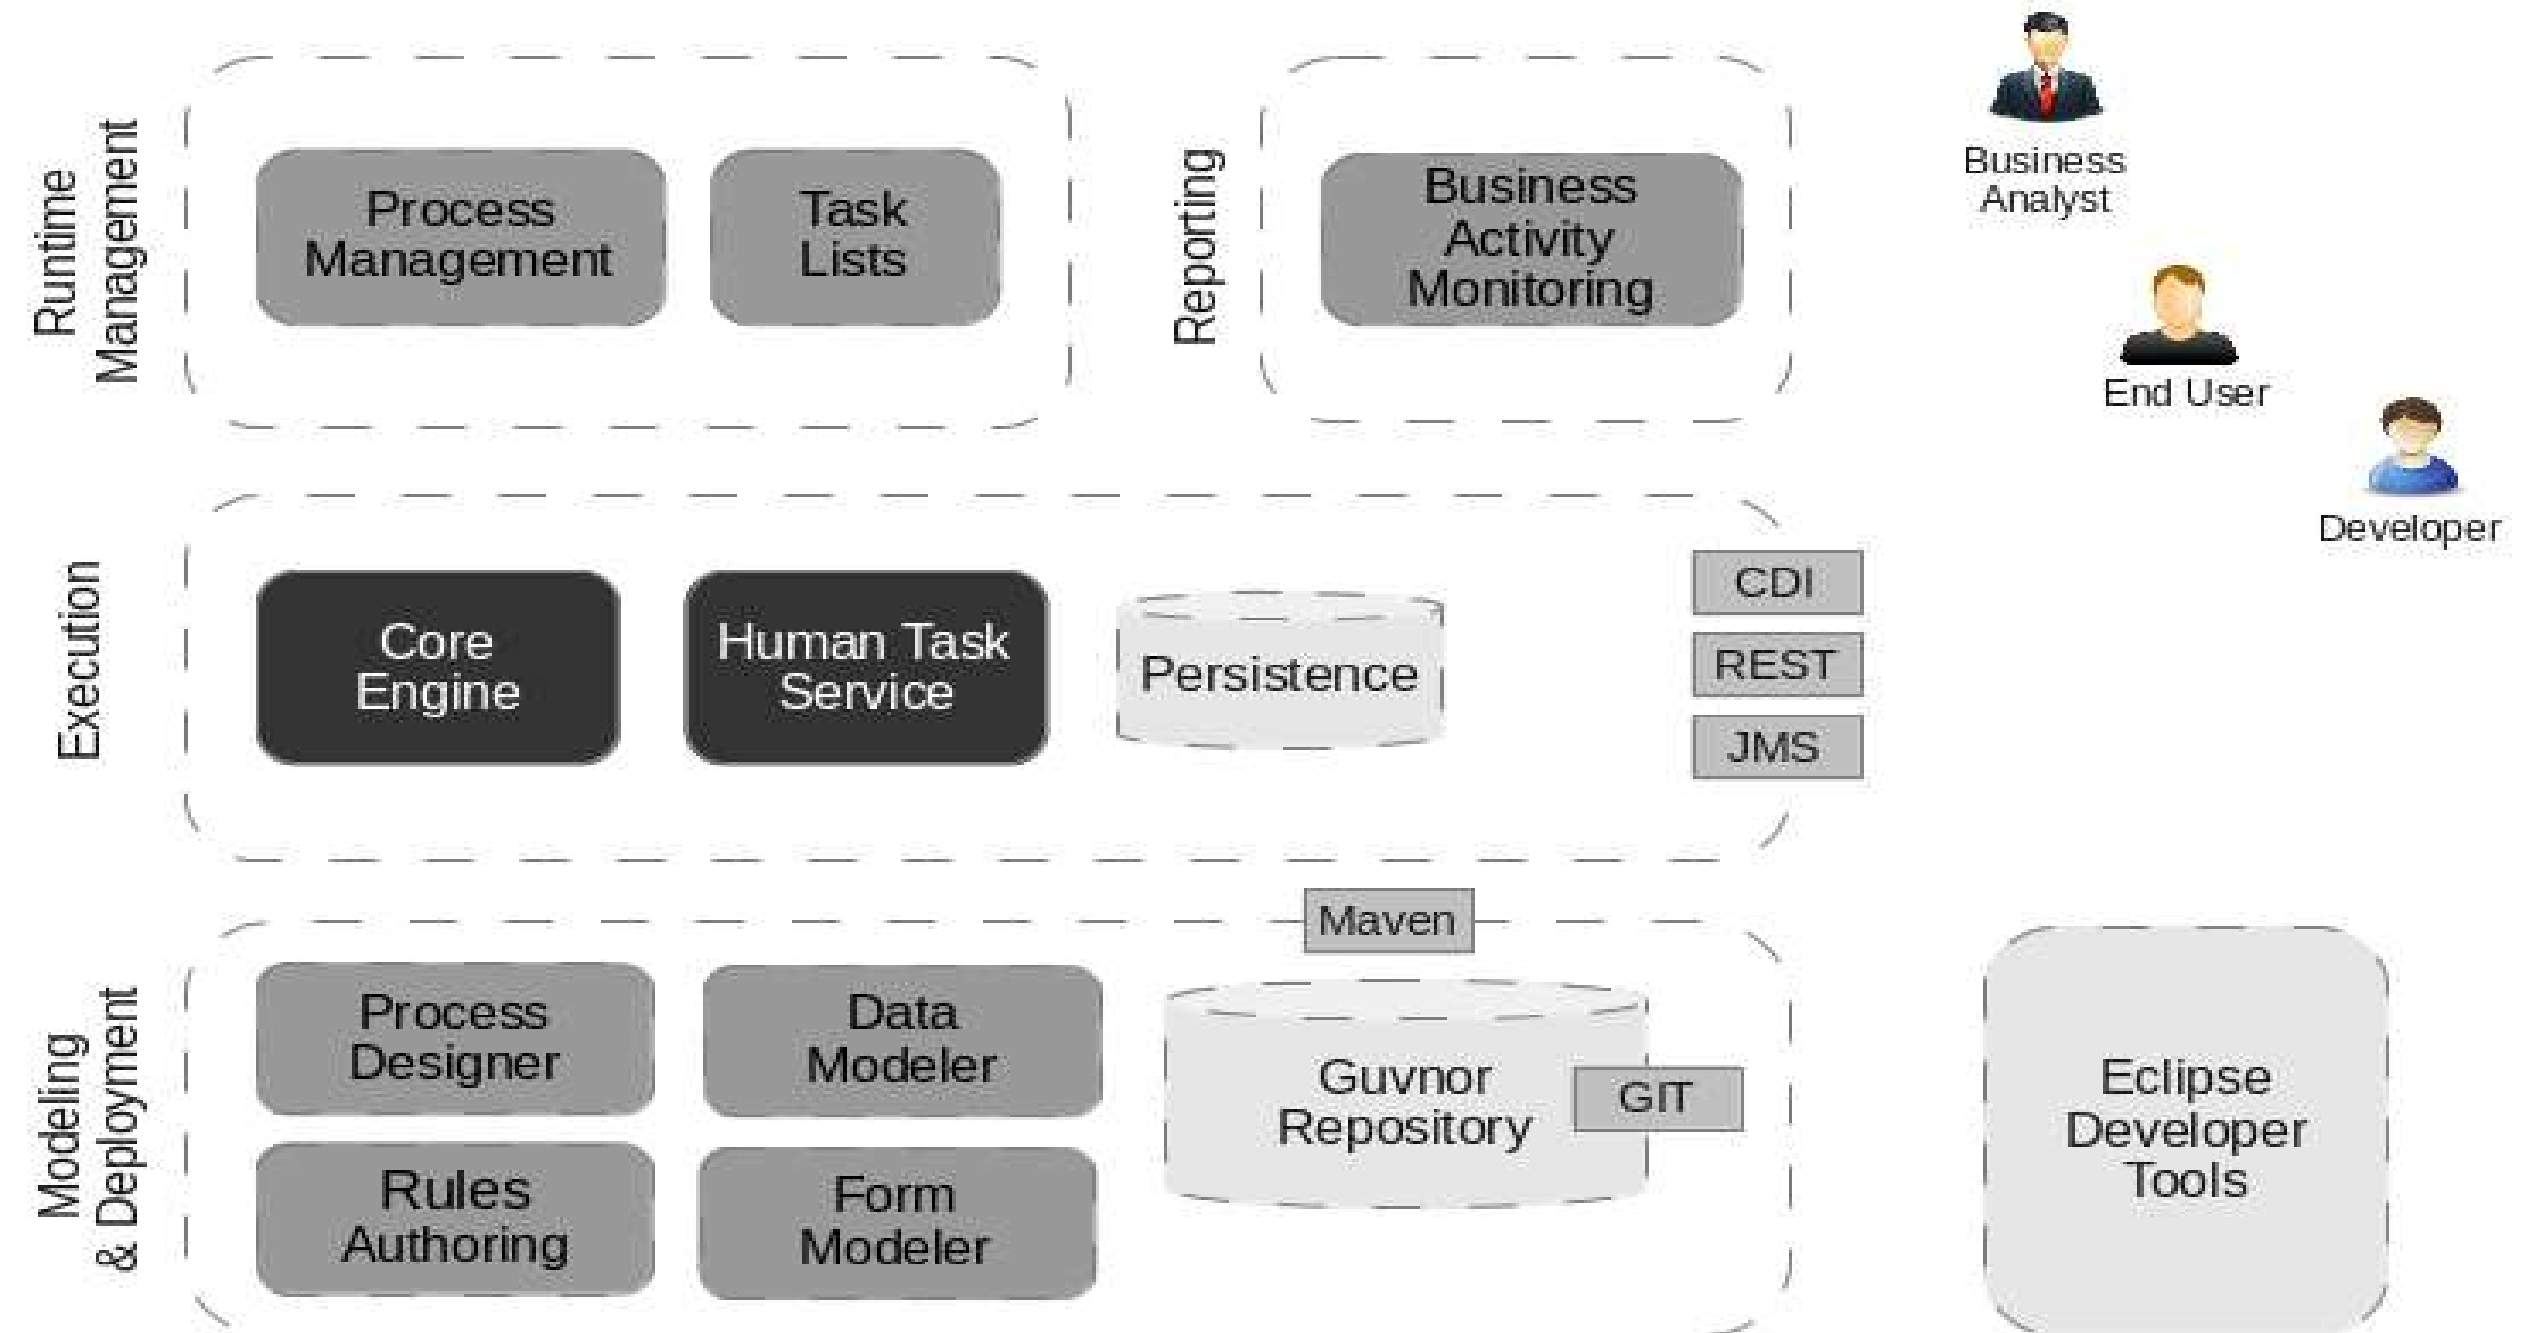 Runtime
Management
Process
Management
Task
Lists
Reporting
Business
Activity
Monitoring
Business
Analyst
End User
Developer
Execution
Core
Engine
Human Task
Service
Persistence
CDI
REST
JMS
Modeling
& Deployment
Process
Designer
Data
Modeler
Rules
Authoring
Form
Modeler
Maven
Guvnor
Repository
GIT
Eclipse
Developer
Tools